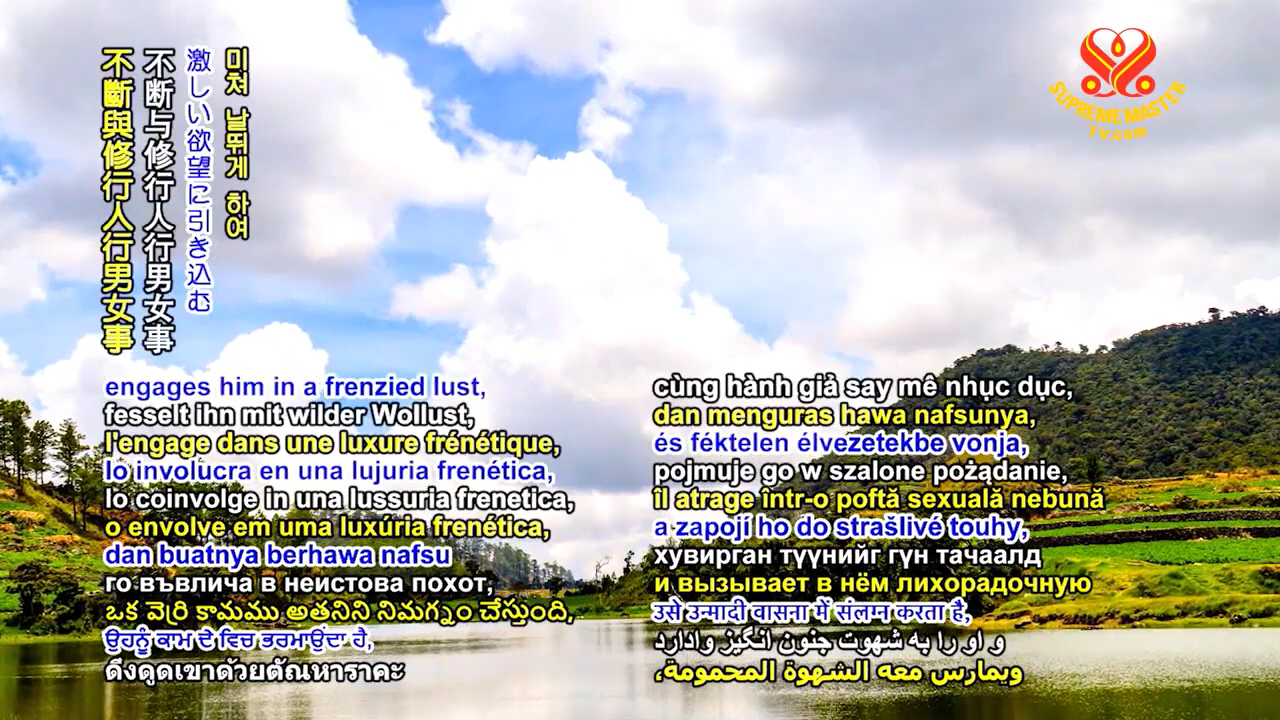 不斷與修行人行男女事
不断与修行人行男女事
激しい欲望に引き込む
미쳐 날뛰게 하여
SUPREME MASTER
TV.com
engages him in a frenzied lust,
fesselt ihn mit wilder Wollust,
l'engage dans une luxure frénétique,
lo involucra en una lujuria frenética,
lo coinvolge in una lussuria frenetica,
o envolve em uma luxúria frenética,
dan buatnya berhawa nafsu
го въвлича в неистова похот,
ఒక వెర్రి కామము అతనిని నిమగ్నం చేస్తుంది,
ਉਹਨੂੰ ਕਾਮ ਦੇ ਵਿਚ ਭਰਮਾਉਂਦਾ ਹੈ,
ดึงดูดเขาด้วยตัณหาราคะ
cùng hành giả say mê nhục dục,
dan menguras hawa nafsunya,
és féktelen élvezetekbe vonja,
pojmuje go w szalone pożądanie,
îl atrage într-o poftă sexuală nebună
a zapojí ho do strašlivé touhy,
хувирган түүнийг гүн тачаалд
и вызывает в нём лихорадочную
उसे उन्मादी वासना में संलग्न करता है,
و او را به شهوت جنون انگیز وادارد
ويمارس معه الشهوة المحمومة،